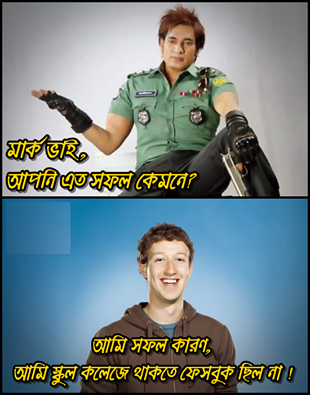 মার্ক ভাই,
আপনি এত সফল কেমনে?
আমি সফল কারণ,
আমি স্কুল কলেজে থাকতে ফেসবুক ছিল না !